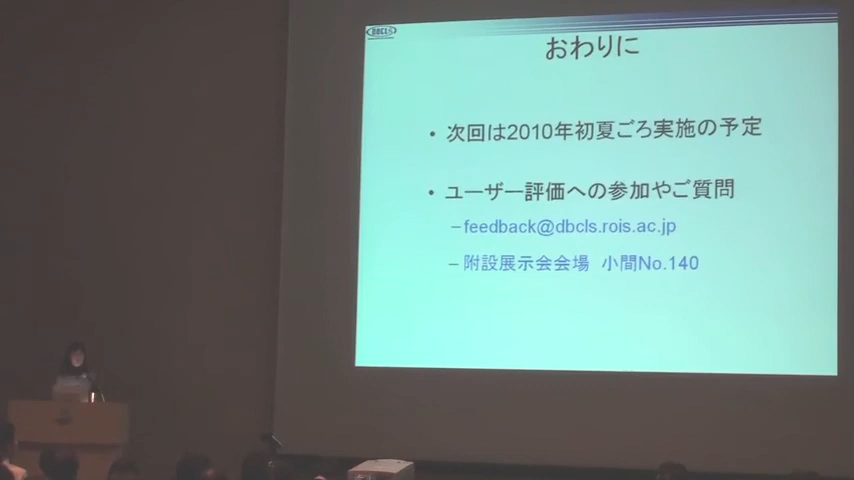 DBCLS
おわりに
・次回は2010年初夏ごろ実施の予定
・ユーザー評価への参加やご質問
–feedback@dbcls.rois.ac.jp
–附設展示会会場 小間No.140